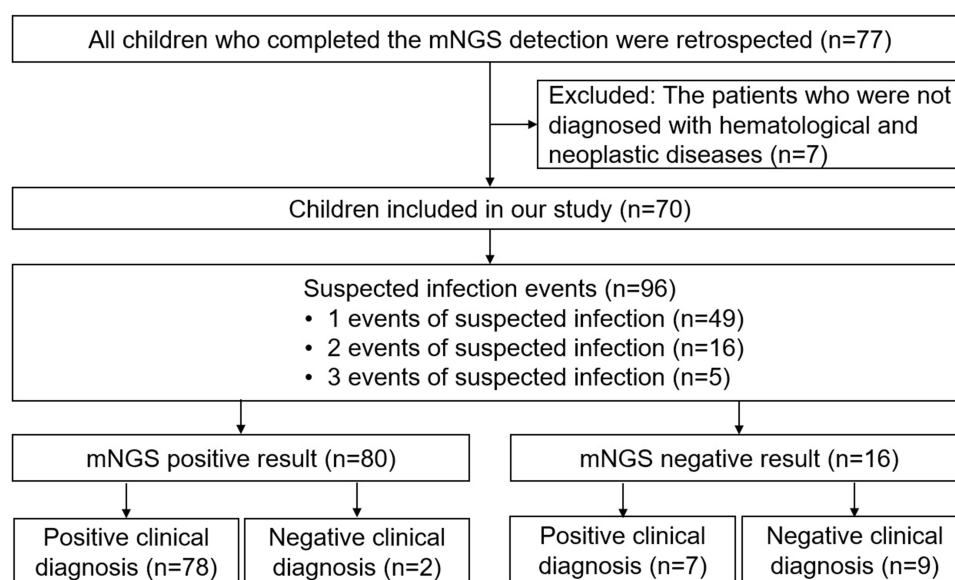 All children who completed the mNGS detection were retrospected (n=77)
Excluded: The patients who were not
diagnosed with hematological and
neoplastic diseases (n=7)
Children included in our study (n=70)
Suspected infection events (n=96)
• 1 events of suspected infection (n=49)
• 2 events of suspected infection (n=16)
• 3 events of suspected infection (n=5)
mNGS positive result (n=80)
mNGS negative result (n=16)
Positive clinical
diagnosis (n=78)
Negative clinical
diagnosis (n=2)
Positive clinical
diagnosis (n=7)
Negative clinical
diagnosis (n=9)